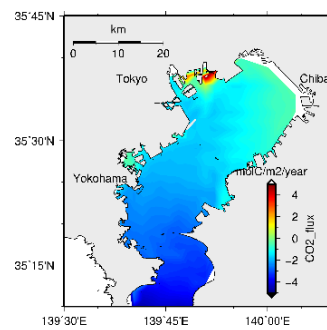 35°45'N
km
0 10 20
Tokyo
Chiba
35°30'N
Yokohama
molC/m2/year
4
2
0
−2
−4
CO2_flux
35°15'N
139°30'E 139°45'E 140°00'E